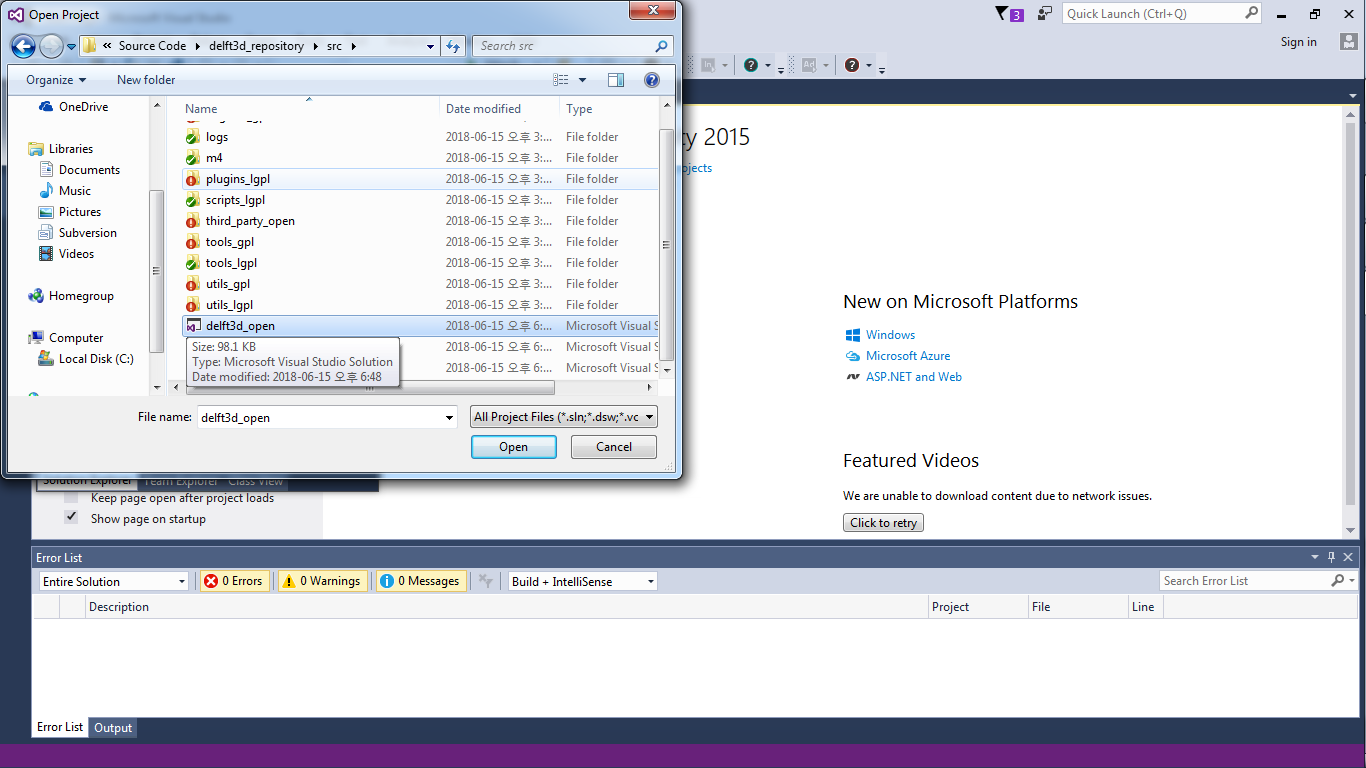 Open Project
3
Quick Launch (Ctrl+Q)
« Source Code
delft3d_repository
src
Search src
Sign in
Organize
New folder
OneDrive
Libraries
Documents
Music
Pictures
Subversion
Videos
Homegroup
Computer
Local Disk (C:)
Name Date modified Type
logs 2018-06-15 오후 3:... File folder
m4 2018-06-15 오후 3:... File folder
plugins_lgpl 2018-06-15 오후 3:... File folder
scripts_lgpl 2018-06-15 오후 3:... File folder
third_party_open 2018-06-15 오후 3:... File folder
tools_gpl 2018-06-15 오후 3:... File folder
tools_lgpl 2018-06-15 오후 3:... File folder
utils_gpl 2018-06-15 오후 3:... File folder
utils_lgpl 2018-06-15 오후 3:... File folder
delft3d_open 2018-06-15 오후 6:... Microsoft Visual S
2018-06-15 오후 6:... Microsoft Visual S
2018-06-15 오후 6:... Microsoft Visual S
Size: 98.1 KB
Type: Microsoft Visual Studio Solution
Date modified: 2018-06-15 오후 6:48
File name: delft3d_open
All Project Files (*.sln;*.dsw;*.vc
Open
Cancel
ty 2015
ojects
New on Microsoft Platforms
Windows
Microsoft Azure
ASP.NET and Web
Featured Videos
We are unable to download content due to network issues.
Click to retry
Solution Explorer Team Explorer Class View
Keep page open after project loads
Show page on startup
Error List
Entire Solution
0 Errors
0 Warnings
0 Messages
Build + IntelliSense
Search Error List
Description Project File Line
Error List Output